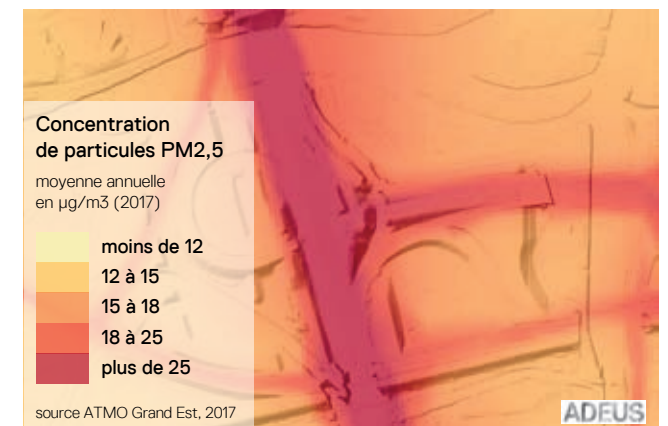 Concentration
de particules PM2,5
moyenne annuelle
en µg/m3 (2017)
moins de 12
12 à 15
15 à 18
18 à 25
plus de 25
source ATMO Grand Est, 2017
ADEUS